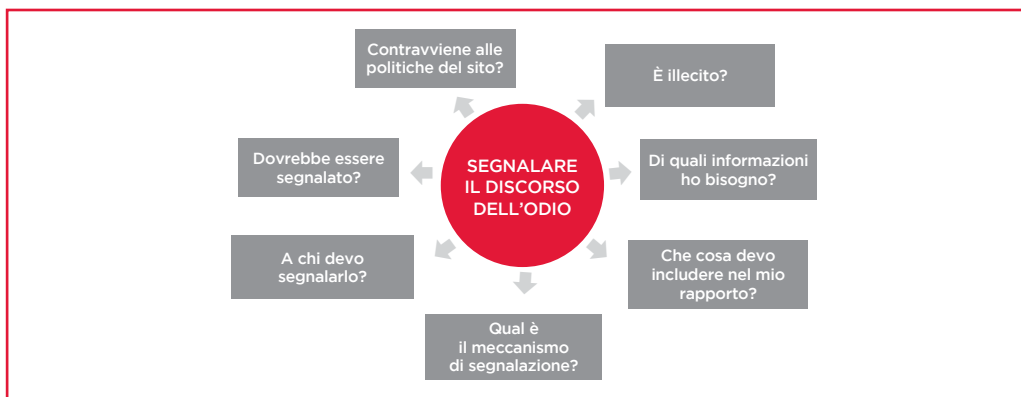 Contravviene alle
politiche del sito?
È illecito?
Dovrebbe essere
segnalato?
SEGNALARE
IL DISCORSO
DELL'ODIO
Di quali informazioni
ho bisogno?
A chi devo
segnalarlo?
Che cosa devo
includere nel mio
rapporto?
Qual è
il meccanismo
di segnalazione?